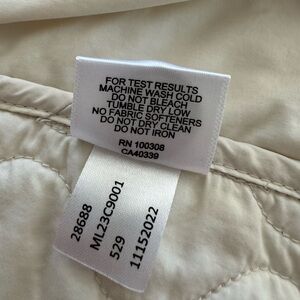 FOR TEST RESULTS
MACHINE WASH COLD
DO NOT BLEACH
TUMBLE DRY LOW
NO FABRIC SOFTENERS
DO NOT DRY CLEAN
DO NOT IRON
RN 100308
CA40339
28688
ML23C9001
529
11152022